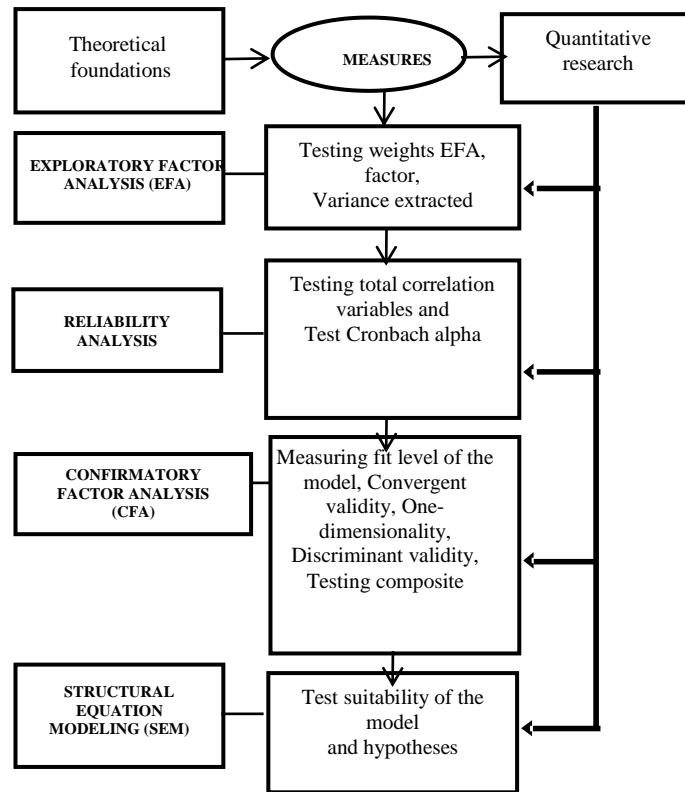 Theoretical
foundations
MEASURES
Quantitative
research
EXPLORATORY FACTOR
ANALYSIS (EFA)
Testing weights EFA,
factor,
Variance extracted
RELIABILITY
ANALYSIS
Testing total correlation
variables and
Test Cronbach alpha
CONFIRMATORY
FACTOR ANALYSIS
(CFA)
Measuring fit level of the
model, Convergent
validity, One-
dimensionality,
Discriminant validity,
Testing composite
STRUCTURAL
EQUATION
MODELING (SEM)
Test suitability of the
model
and hypotheses